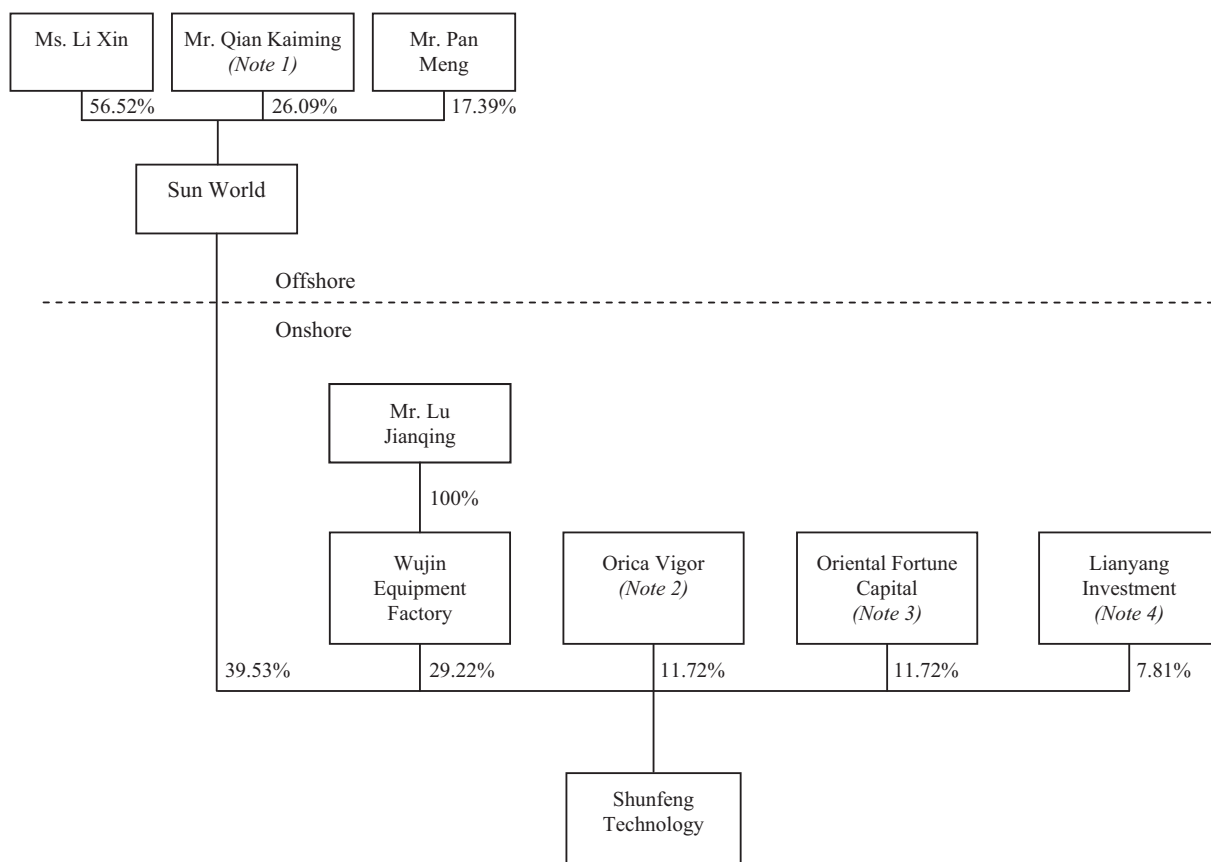 Ms. Li Xin
Mr. Qian Kaiming
(Note 1)
Mr. Pan
Meng
56.52%
26.09%
17.39%
Sun World
Offshore
Onshore
Mr. Lu
Jianqing
100%
Wujin
Equipment
Factory
Orica Vigor
(Note 2)
Oriental Fortune
Capital
(Note 3)
Lianyang
Investment
(Note 4)
39.53%
29.22%
11.72%
11.72%
7.81%
Shunfeng
Technology